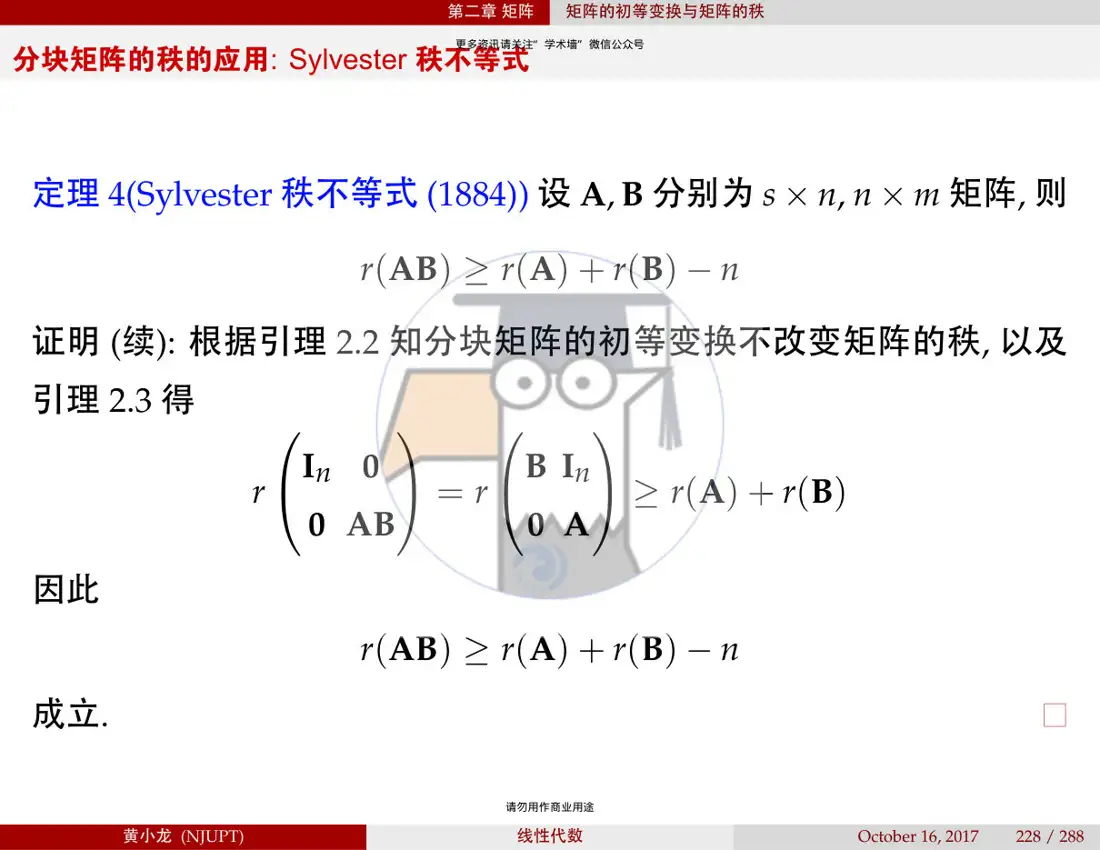 第二章 矩阵 矩阵的初等变换与矩阵的秩
更多资讯请关注“学术墙”微信公众号
分块矩阵的秩的应用: Sylvester 秩不等式
定理 4(Sylvester 秩不等式 (1884)) 设 A, B 分别为 s × n, n × m 矩阵, 则
r(AB) ≥ r(A) + r(B) − n
证明 (续): 根据引理 2.2 知分块矩阵的初等变换不改变矩阵的秩, 以及
引理 2.3 得
r ( I_n 0 ; 0 AB ) = r ( B I_n ; 0 A ) ≥ r(A) + r(B)
因此
r(AB) ≥ r(A) + r(B) − n
成立.
请勿用作商业用途
黄小龙 (NJUPT) 线性代数 October 16, 2017 228 / 288